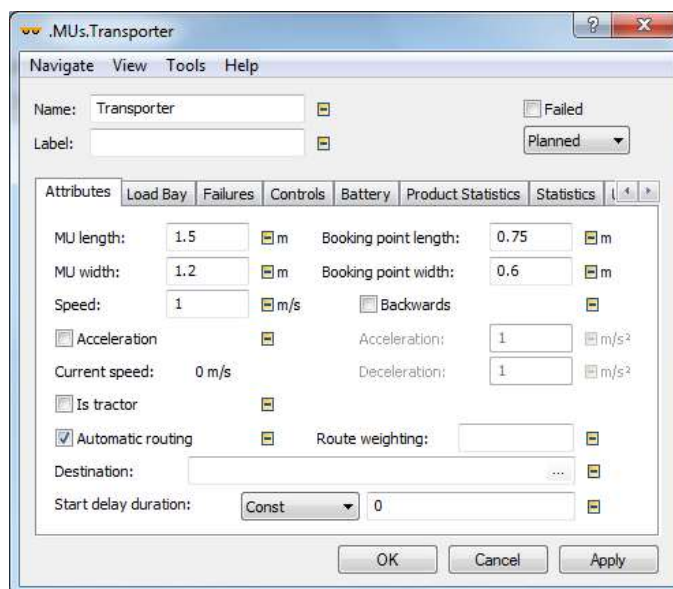 .MUs.Transporter
Navigate View Tools Help
Name: Transporter Failed
Label: Planned
Attributes Load Bay Failures Controls Battery Product Statistics Statistics
MU length: 1.5 m Booking point length: 0.75 m
MU width: 1.2 m Booking point width: 0.6 m
Speed: 1 m/s Backwards
Acceleration Acceleration: 1 m/s²
Current speed: 0 m/s Deceleration: 1 m/s²
Is tractor
Automatic routing Route weighting:
Destination: ...
Start delay duration: Const 0
OK Cancel Apply